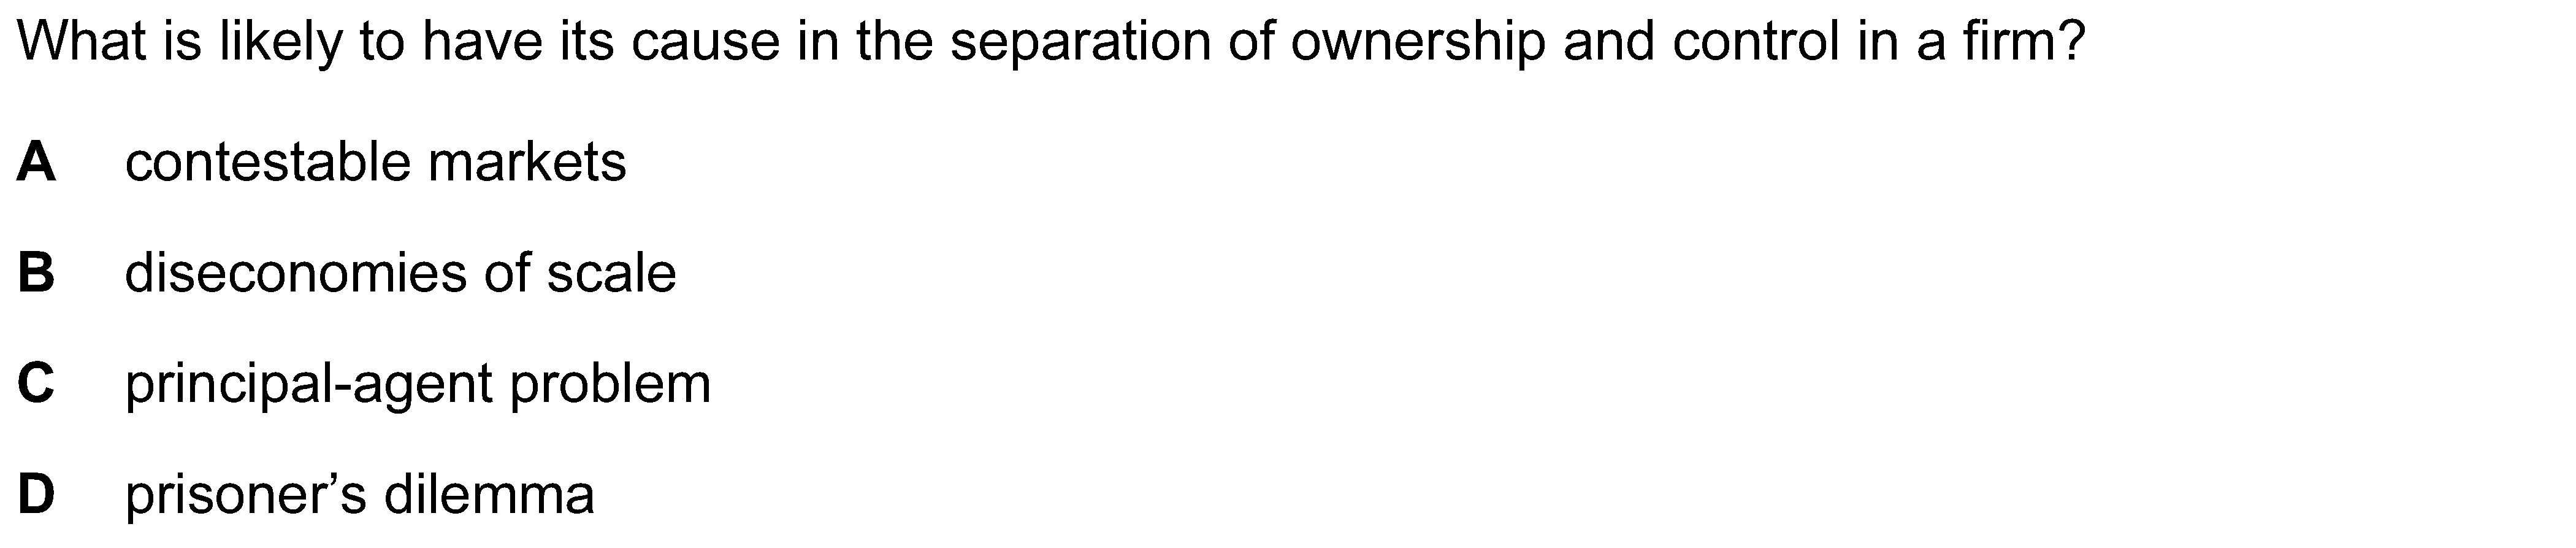 What is likely to have its cause in the separation of ownership and control in a firm?
A contestable markets
B diseconomies of scale
C principal-agent problem
D prisoner’s dilemma